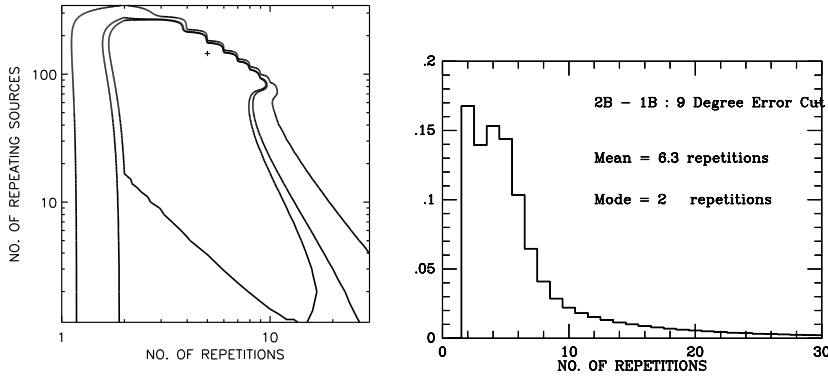 NO. OF REPEATING SOURCES
100
10
1
10
NO. OF REPETITIONS
.2
.15
.1
.05
0
2B - 1B : 9 Degree Error Cut
Mean = 6.3 repetitions
Mode = 2 repetitions
0
10
20
30
NO. OF REPETITIONS